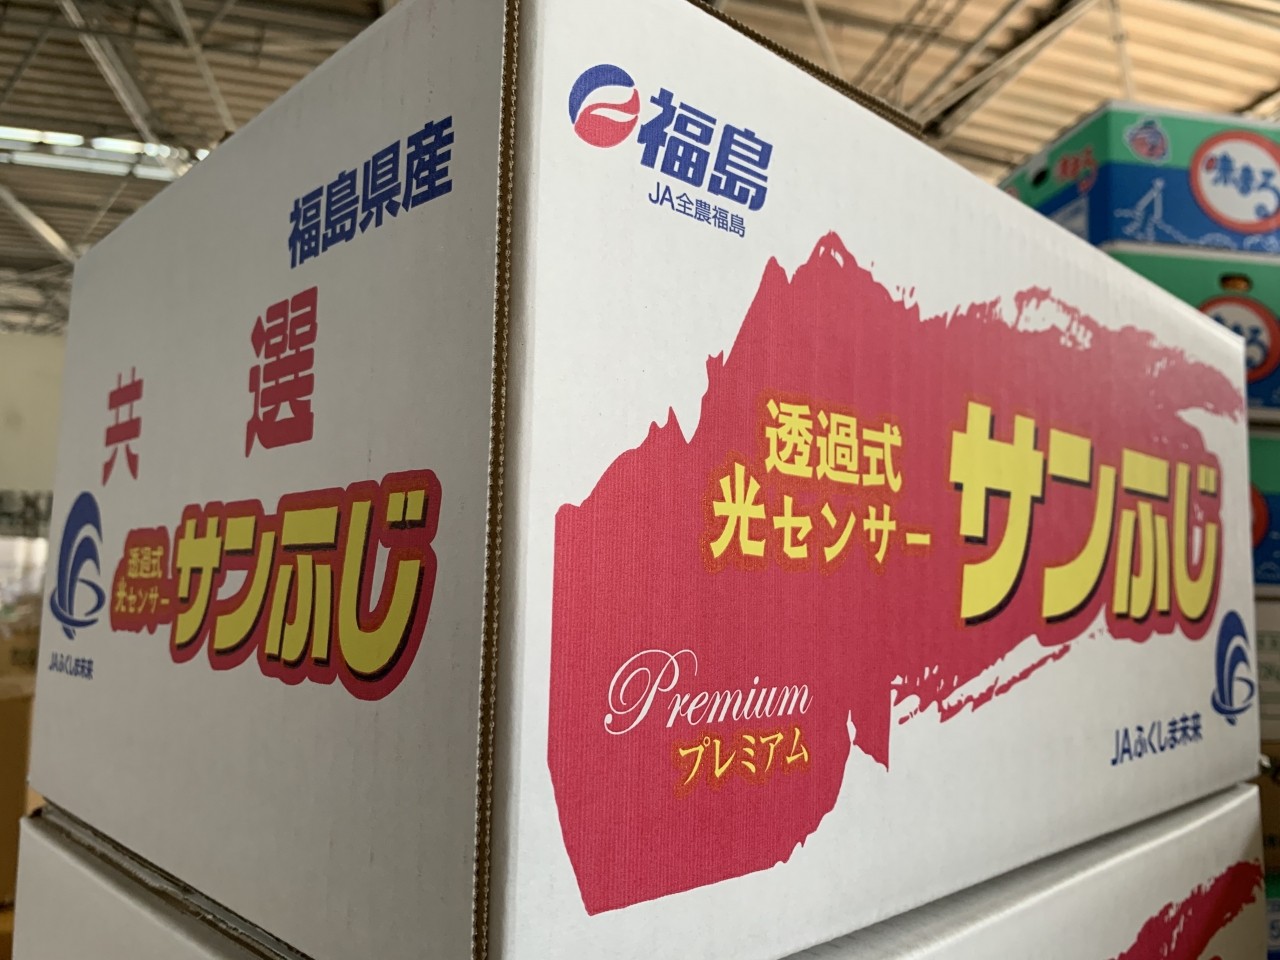 福島県産
共選
透過式
光センサー
サンふじ
JAふくしま未来
福島
JA全農福島
透過式
光センサー
サンふじ
Premium
プレミアム
JAふくしま未来
味まる